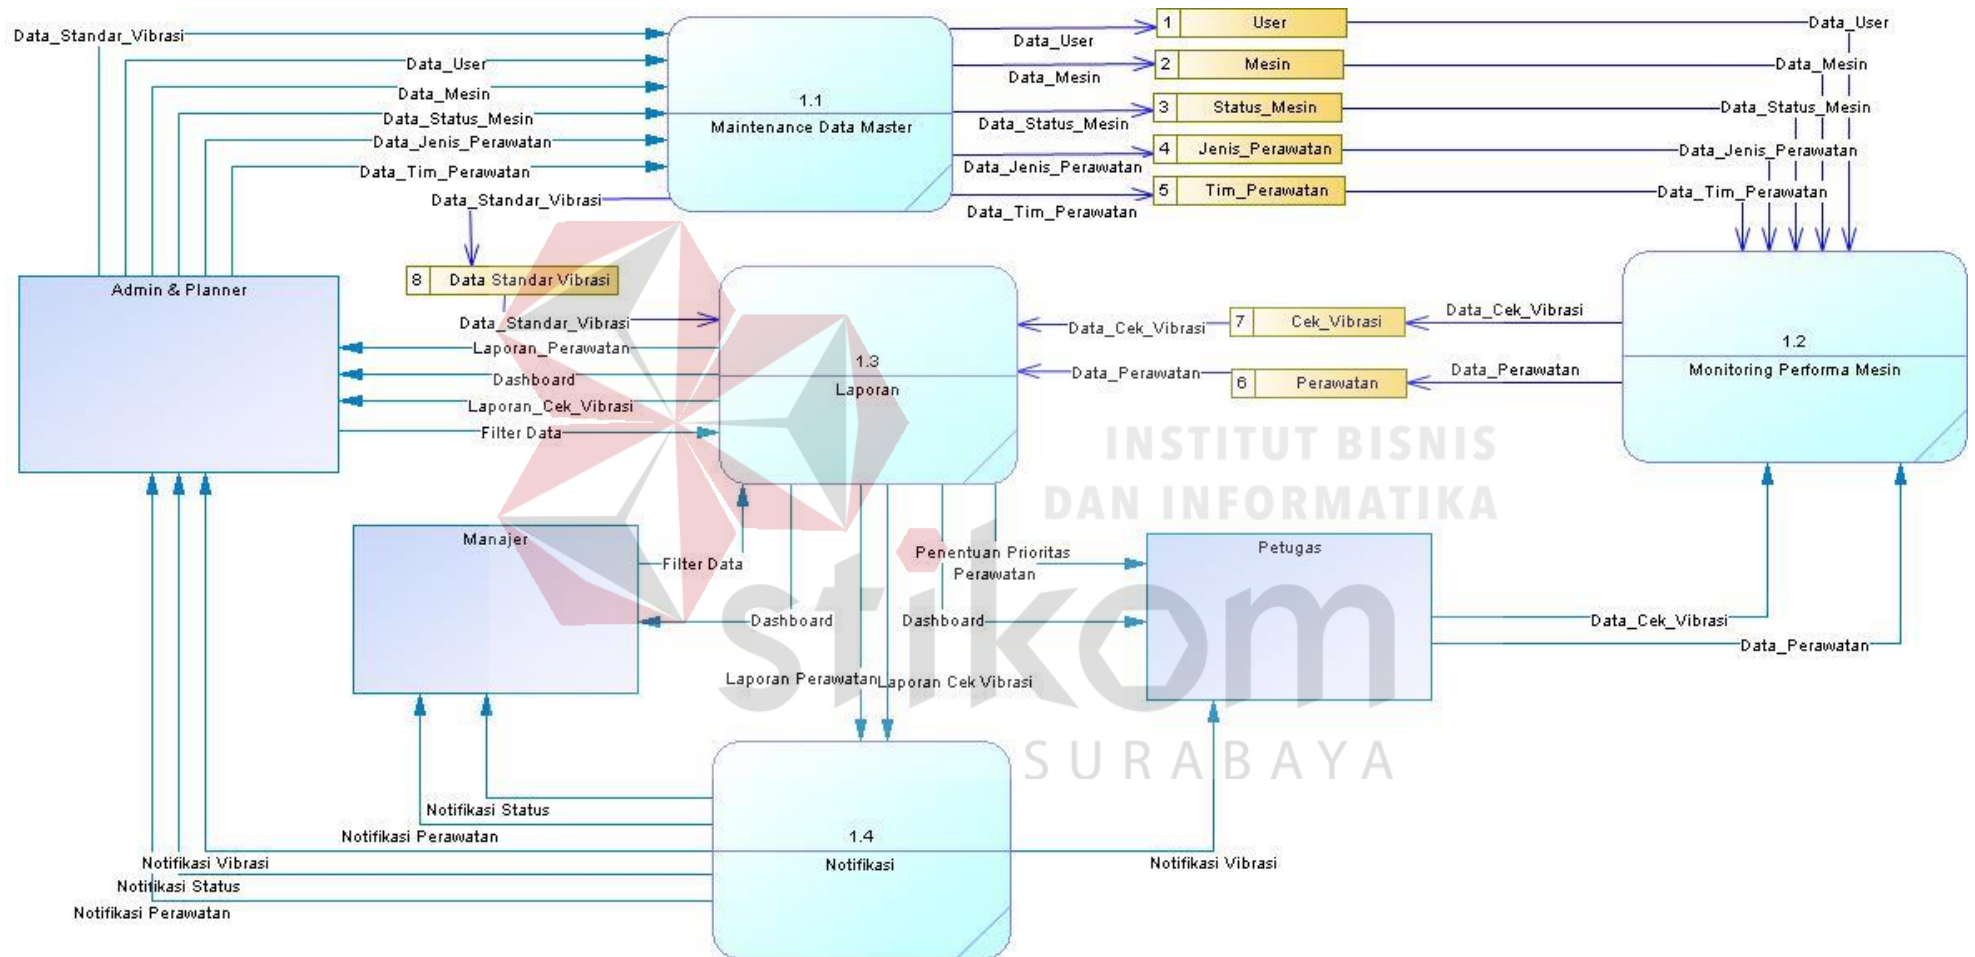 Data_Standar_Vibrasi
Data_User
Data_Mesin
Data_Status_Mesin
Data_Jenis_Perawatan
Data_Tim_Perawatan
1.1
Maintenance Data Master
Data_User
Data_Mesin
Data_Status_Mesin
Data_Jenis_Perawatan
Data_Tim_Perawatan
1 User
2 Mesin
3 Status_Mesin
4 Jenis_Perawatan
5 Tim_Perawatan
Data_User
Data_Mesin
Data_Status_Mesin
Data_Jenis_Perawatan
Data_Tim_Perawatan
Data_Standar_Vibrasi
8 Data Standar Vibrasi
Admin & Planner
Data_Standar_Vibrasi
Laporan_Perawatan
Dashboard
Laporan_Cek_Vibrasi
Filter Data
1.3
Laporan
Data_Cek_Vibrasi
Data_Perawatan
7 Cek_Vibrasi
6 Perawatan
Data_Cek_Vibrasi
Data_Perawatan
1.2
Monitoring Performa Mesin
INSTITUT BISNIS
DAN INFORMATIKA
stikom
SURABAYA
Manajer
Filter Data
Dashboard
Penentuan Prioritas
Perawatan
Dashboard
Petugas
Data_Cek_Vibrasi
Data_Perawatan
Laporan Perawatan
Laporan Cek Vibrasi
Notifikasi Status
Notifikasi Perawatan
Notifikasi Vibrasi
Notifikasi Status
Notifikasi Perawatan
1.4
Notifikasi
Notifikasi Vibrasi